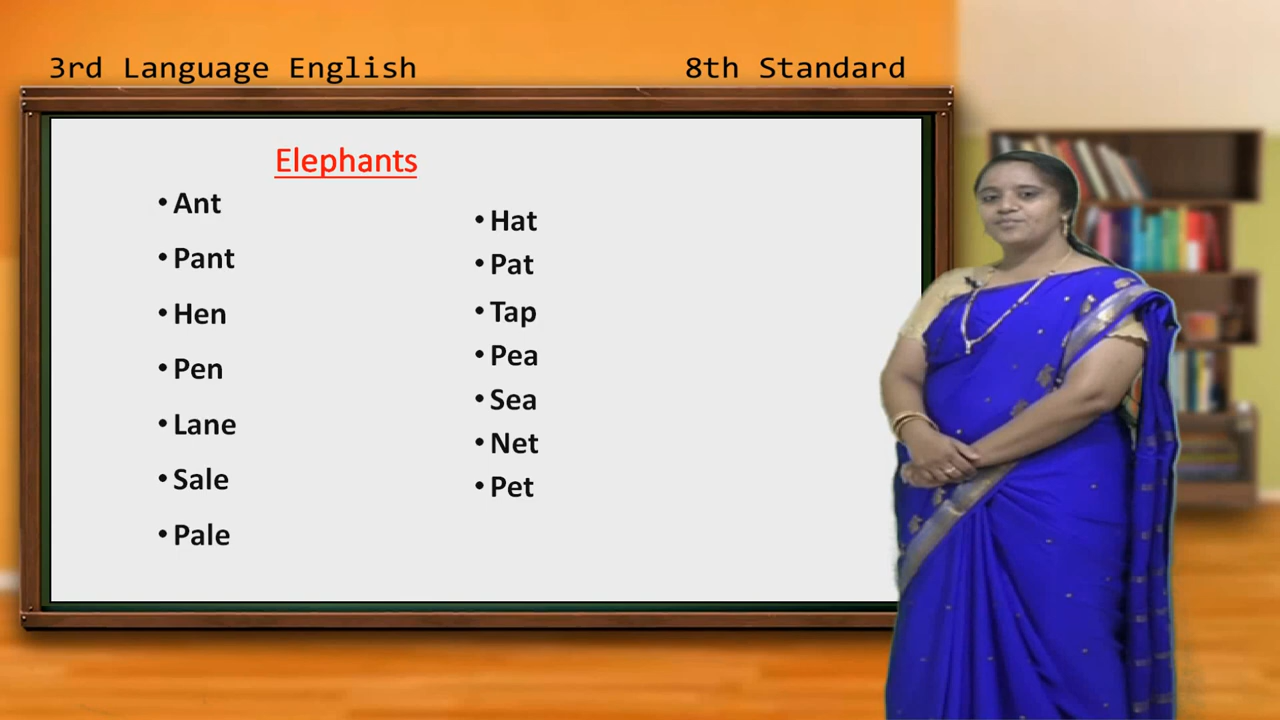 3rd Language English
8th Standard
Elephants
• Ant
• Pant
• Hen
• Pen
• Lane
• Sale
• Pale
• Hat
• Pat
• Tap
• Pea
• Sea
• Net
• Pet